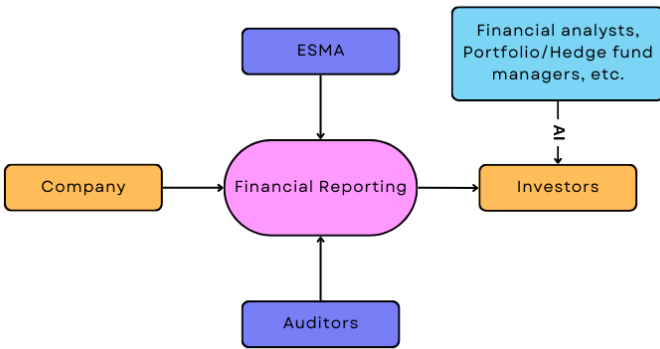 ESMA
Financial analysts,
Portfolio/Hedge fund
managers, etc.
AI
Company
Financial Reporting
Investors
Auditors